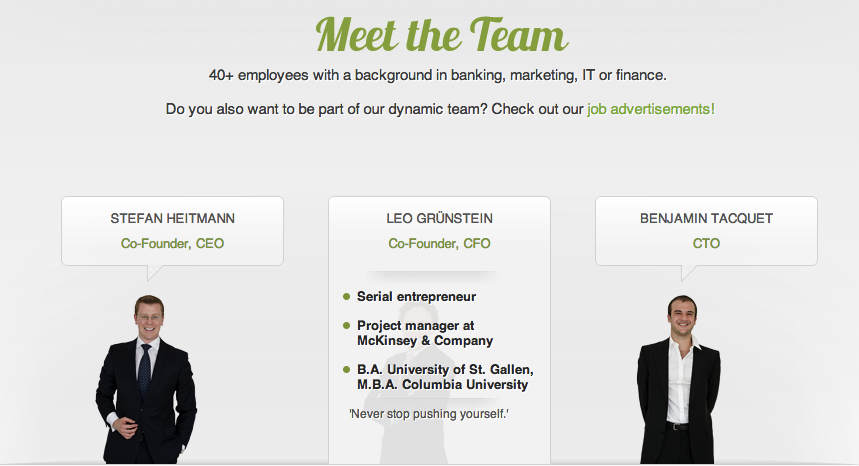 Meet the Team
40+ employees with a background in banking, marketing, IT or finance.
Do you also want to be part of our dynamic team? Check out our job advertisements!
STEFAN HEITMANN
Co-Founder, CEO
LEO GRÜNSTEIN
Co-Founder, CFO
Serial entrepreneur
Project manager at
McKinsey & Company
B.A. University of St. Gallen,
M.B.A. Columbia University
'Never stop pushing yourself.'
BENJAMIN TACQUET
CTO